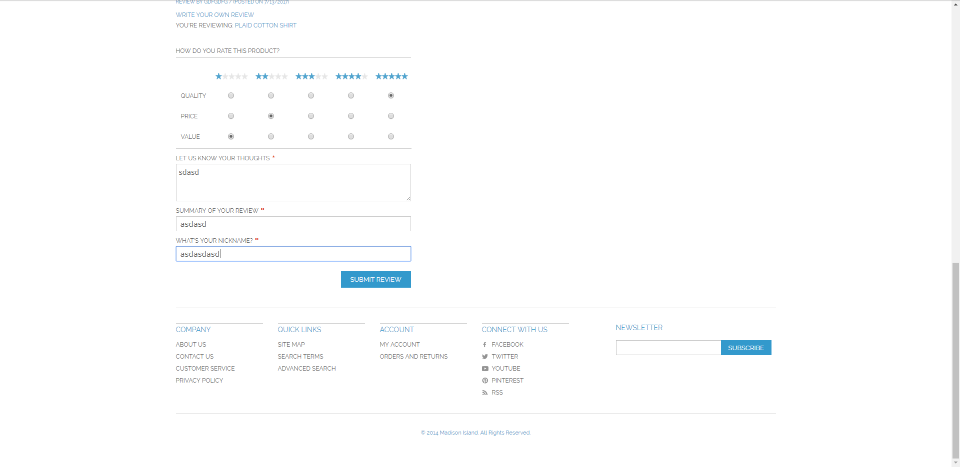 REVIEW BY
WRITE YOUR OWN REVIEW
YOU'RE REVIEWING: PLAID COTTON SHIRT
HOW DO YOU RATE THIS PRODUCT?
QUALITY
PRICE
VALUE
LET US KNOW YOUR THOUGHTS *
sdasd
SUMMARY OF YOUR REVIEW *
asdasd
WHAT'S YOUR NICKNAME? *
asdasdasd
SUBMIT REVIEW
COMPANY
ABOUT US
CONTACT US
CUSTOMER SERVICE
PRIVACY POLICY
QUICK LINKS
SITE MAP
SEARCH TERMS
ADVANCED SEARCH
ACCOUNT
MY ACCOUNT
ORDERS AND RETURNS
CONNECT WITH US
FACEBOOK
TWITTER
YOUTUBE
PINTEREST
RSS
NEWSLETTER
SUBSCRIBE
© 2014 Madison Island. All Rights Reserved.